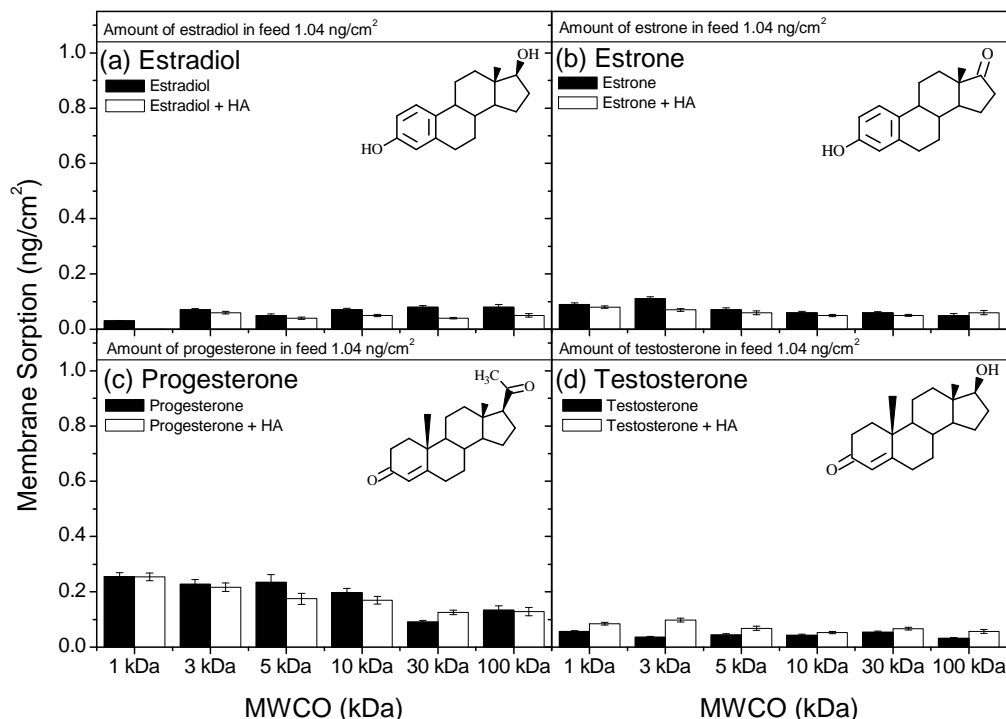 Amount of estradiol in feed 1.04 ng/cm²
(a) Estradiol
Estradiol
Estradiol + HA
OH
HO
Amount of estrone in feed 1.04 ng/cm²
(b) Estrone
Estrone
Estrone + HA
O
HO
Amount of progesterone in feed 1.04 ng/cm²
(c) Progesterone
Progesterone
Progesterone + HA
H₃C
O
O
Amount of testosterone in feed 1.04 ng/cm²
(d) Testosterone
Testosterone
Testosterone + HA
OH
O
Membrane Sorption (ng/cm²)
1.0
0.8
0.6
0.4
0.2
0.0
1.0
0.8
0.6
0.4
0.2
0.0
1 kDa 3 kDa 5 kDa 10 kDa 30 kDa 100 kDa
1 kDa 3 kDa 5 kDa 10 kDa 30 kDa 100 kDa
MWCO (kDa)
MWCO (kDa)